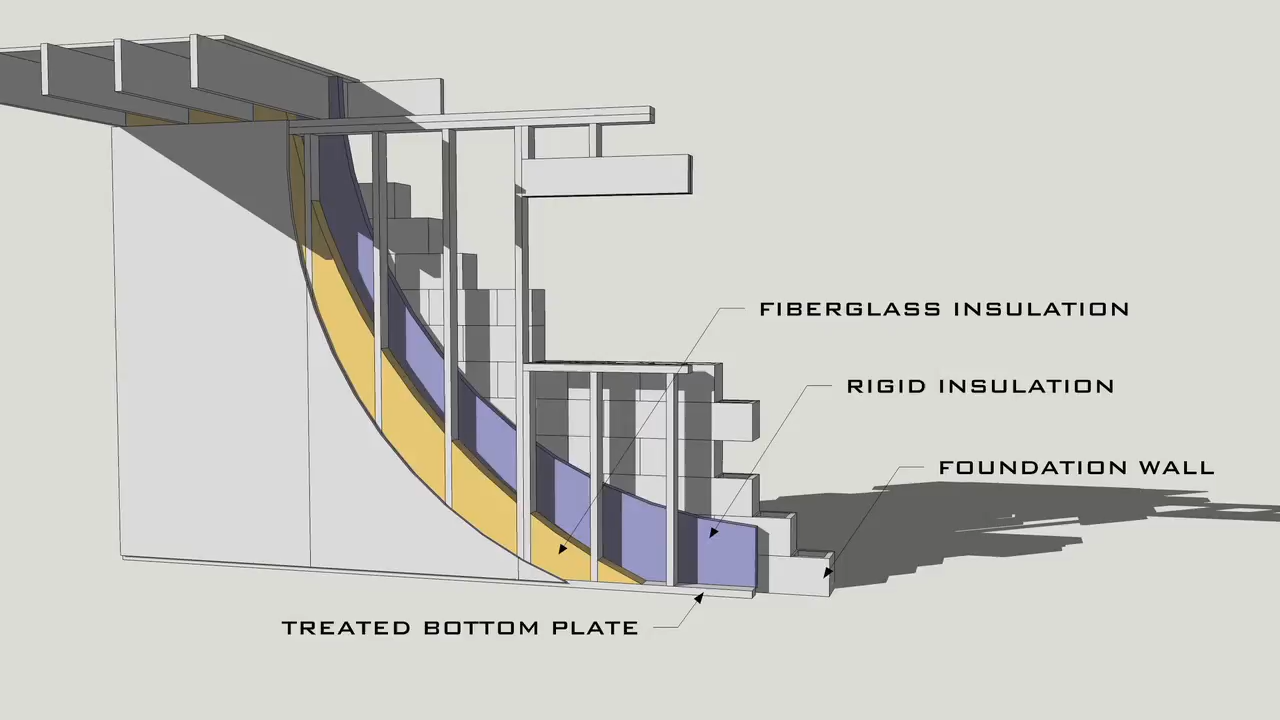 FIBERGLASS INSULATION
RIGID INSULATION
FOUNDATION WALL
TREATED BOTTOM PLATE